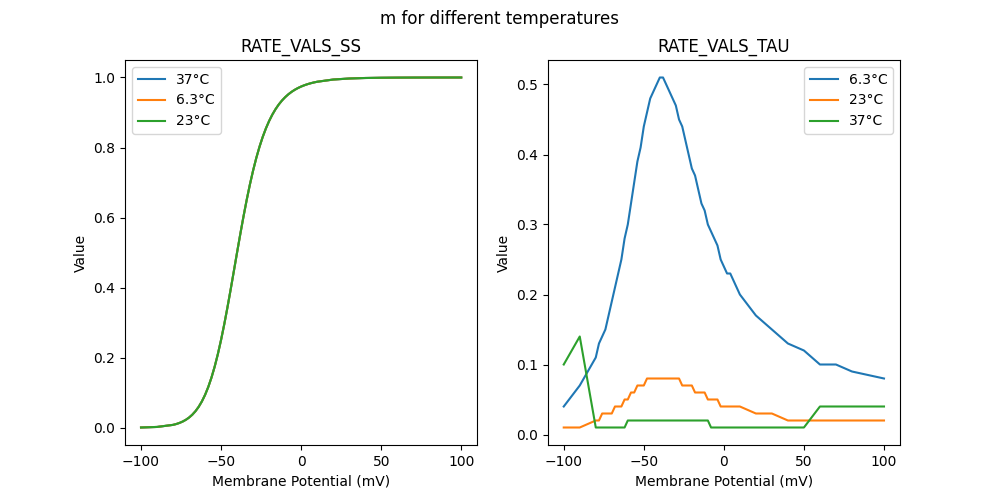 m for different temperatures
RATE_VALS_SS
37°C
6.3°C
23°C
1.0
0.8
0.6
0.4
0.2
0.0
Value
−100
−50
0
50
100
Membrane Potential (mV)
RATE_VALS_TAU
6.3°C
23°C
37°C
0.5
0.4
0.3
0.2
0.1
0.0
Value
−100
−50
0
50
100
Membrane Potential (mV)